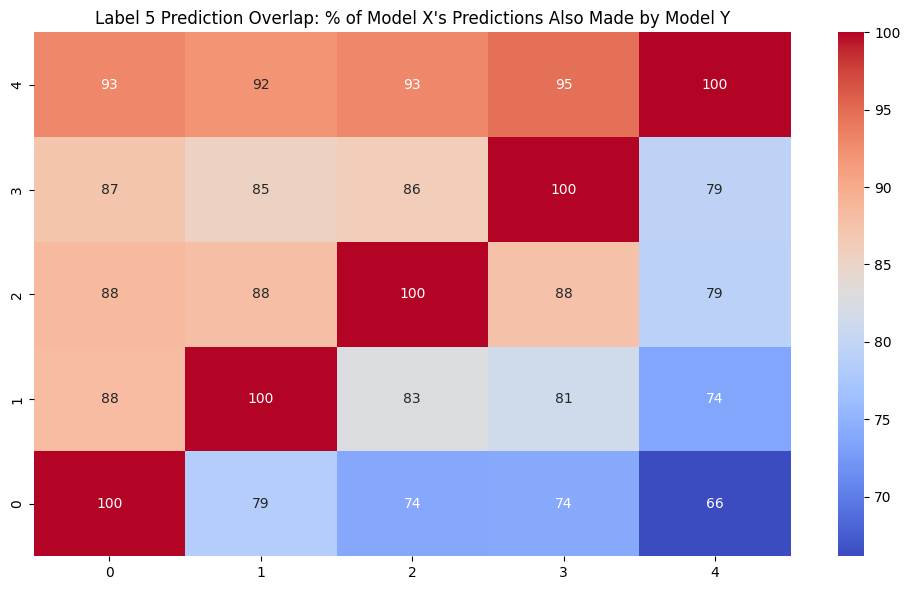 Label 5 Prediction Overlap: % of Model X's Predictions Also Made by Model Y
4 93 92 93 95 100
3 87 85 86 100 79
2 88 88 100 88 79
1 88 100 83 81 74
0 100 79 74 74 66
0 1 2 3 4
100
95
90
85
80
75
70